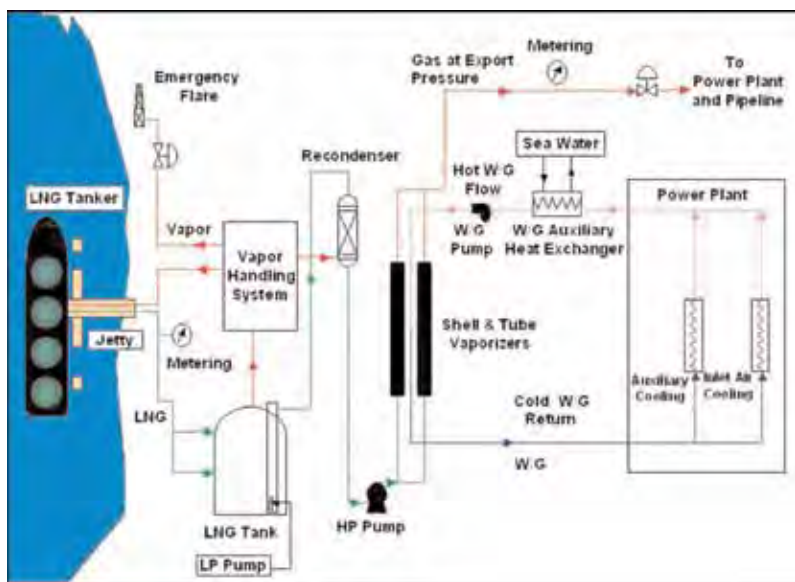 Metering
Gas at Export
Pressure
To
Power Plant
and Pipeline
Emergency
Flare
Recondenser
Sea Water
Hot W/G
Flow
Power Plant
LNG Tanker
Vapor
W/G
Pump
W/G Auxiliary
Heat Exchanger
Vapor
Handling
System
Jetty
Metering
Shell & Tube
Vaporizers
Auxiliary
Cooling
Inlet Air
Cooling
LNG
Cold W/G
Return
W/G
LNG Tank
HP Pump
LP Pump